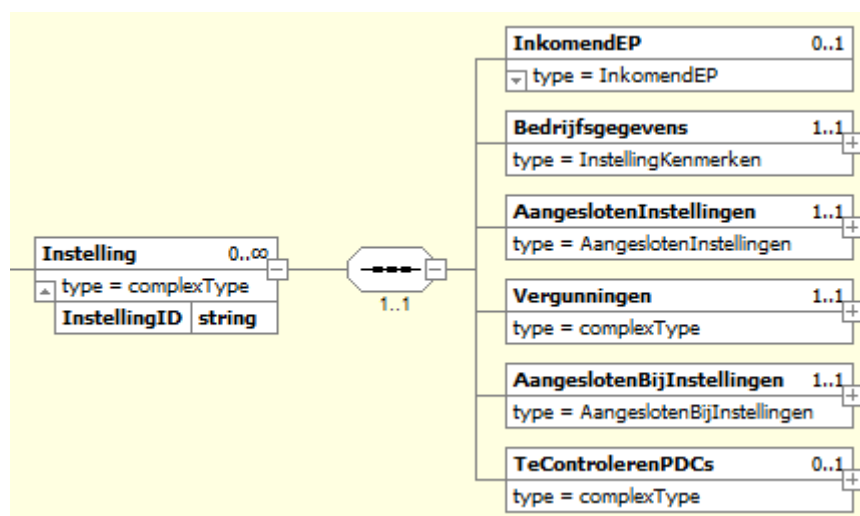 Instelling 0..∞
type = complexType
InstellingID string
1..1
InkomendEP 0..1
type = InkomendEP
Bedrijfsgegevens 1..1
type = InstellingKenmerken
AangeslotenInstellingen 1..1
type = AangeslotenInstellingen
Vergunningen 1..1
type = complexType
AangeslotenBijInstellingen 1..1
type = AangeslotenBijInstellingen
TeControlerenPDCs 0..1
type = complexType